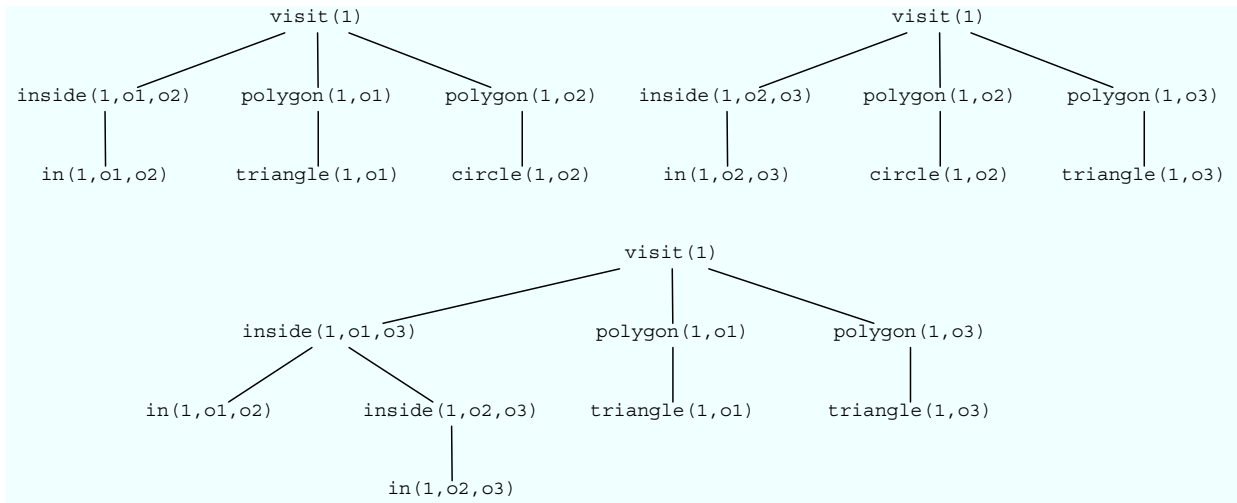 visit(1)
visit(1)
inside(1,o1,o2) polygon(1,o1) polygon(1,o2)
inside(1,o2,o3) polygon(1,o2) polygon(1,o3)
in(1,o1,o2) triangle(1,o1) circle(1,o2)
in(1,o2,o3) circle(1,o2) triangle(1,o3)
visit(1)
inside(1,o1,o3) polygon(1,o1) polygon(1,o3)
in(1,o1,o2) inside(1,o2,o3) triangle(1,o1) triangle(1,o3)
in(1,o2,o3)